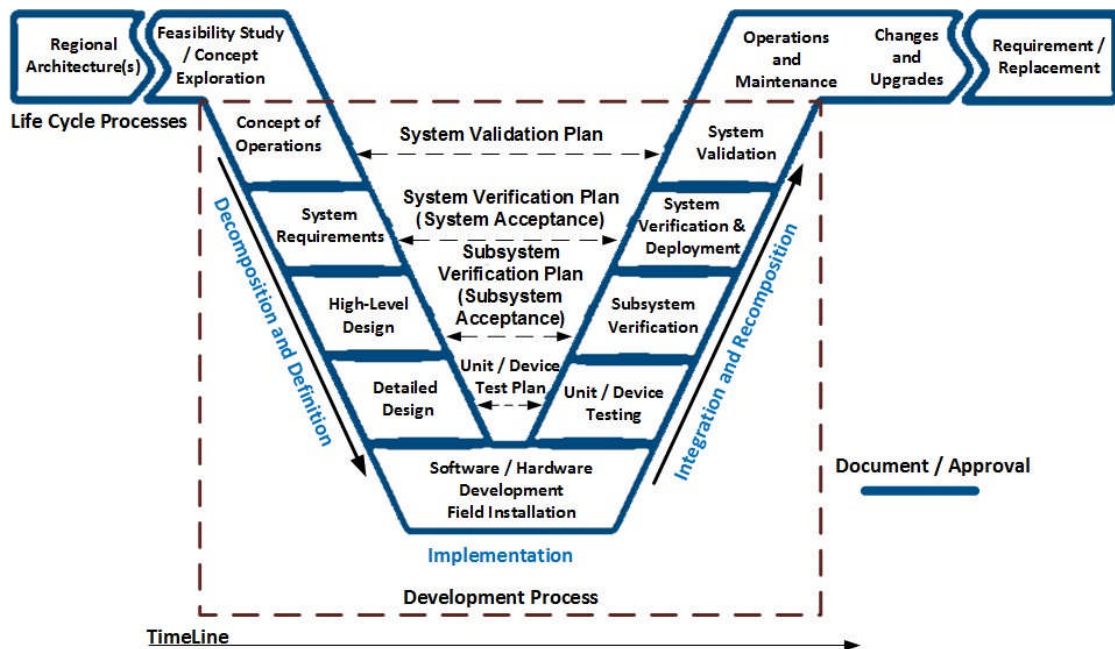 Regional
Architecture(s)
Feasibility Study
/ Concept
Exploration
Operations
and
Maintenance
Changes
and
Upgrades
Requirement /
Replacement
Life Cycle Processes
Concept of
Operations
System Validation Plan
System
Validation
Decomposition and Definition
System
Requirements
System Verification Plan
(System Acceptance)
System
Verification &
Deployment
Subsystem
Verification Plan
(Subsystem
Acceptance)
High-Level
Design
Subsystem
Verification
Integration and Recomposition
Detailed
Design
Unit / Device
Test Plan
Unit / Device
Testing
Software / Hardware
Development
Field Installation
Document / Approval
Implementation
Development Process
TimeLine